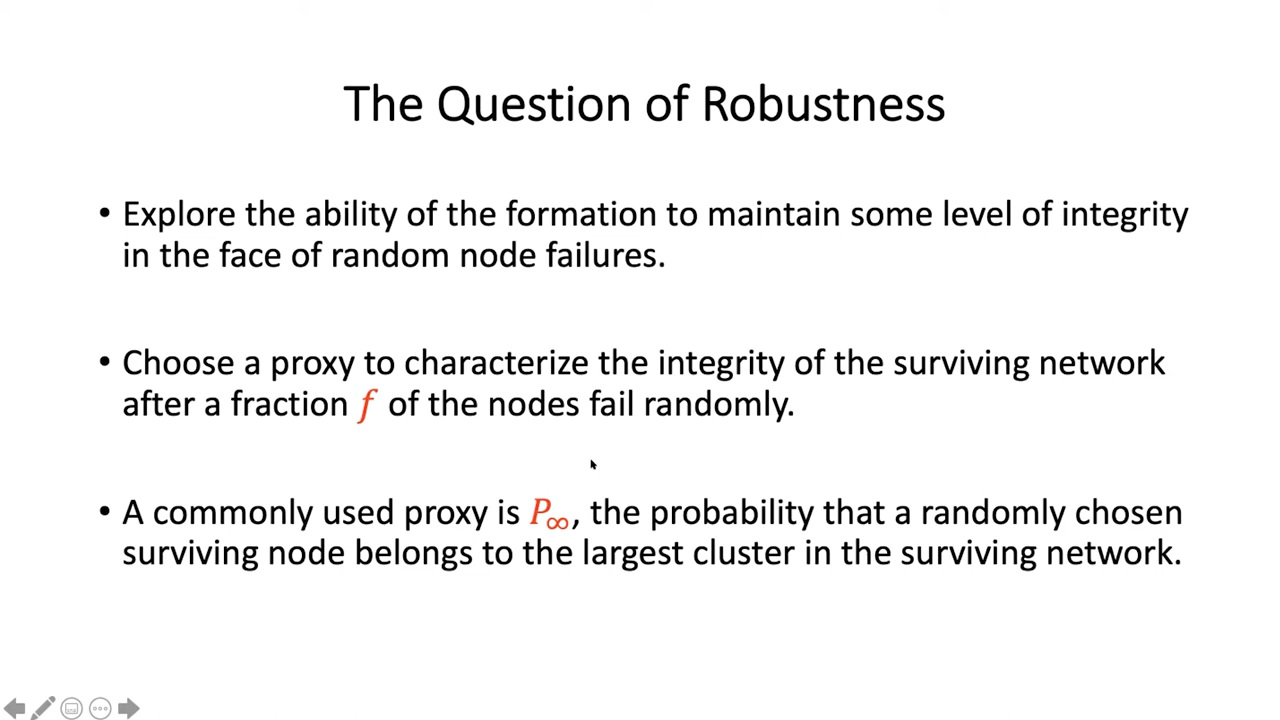 The Question of Robustness
• Explore the ability of the formation to maintain some level of integrity
in the face of random node failures.
• Choose a proxy to characterize the integrity of the surviving network
after a fraction f of the nodes fail randomly.
• A commonly used proxy is P∞, the probability that a randomly chosen
surviving node belongs to the largest cluster in the surviving network.